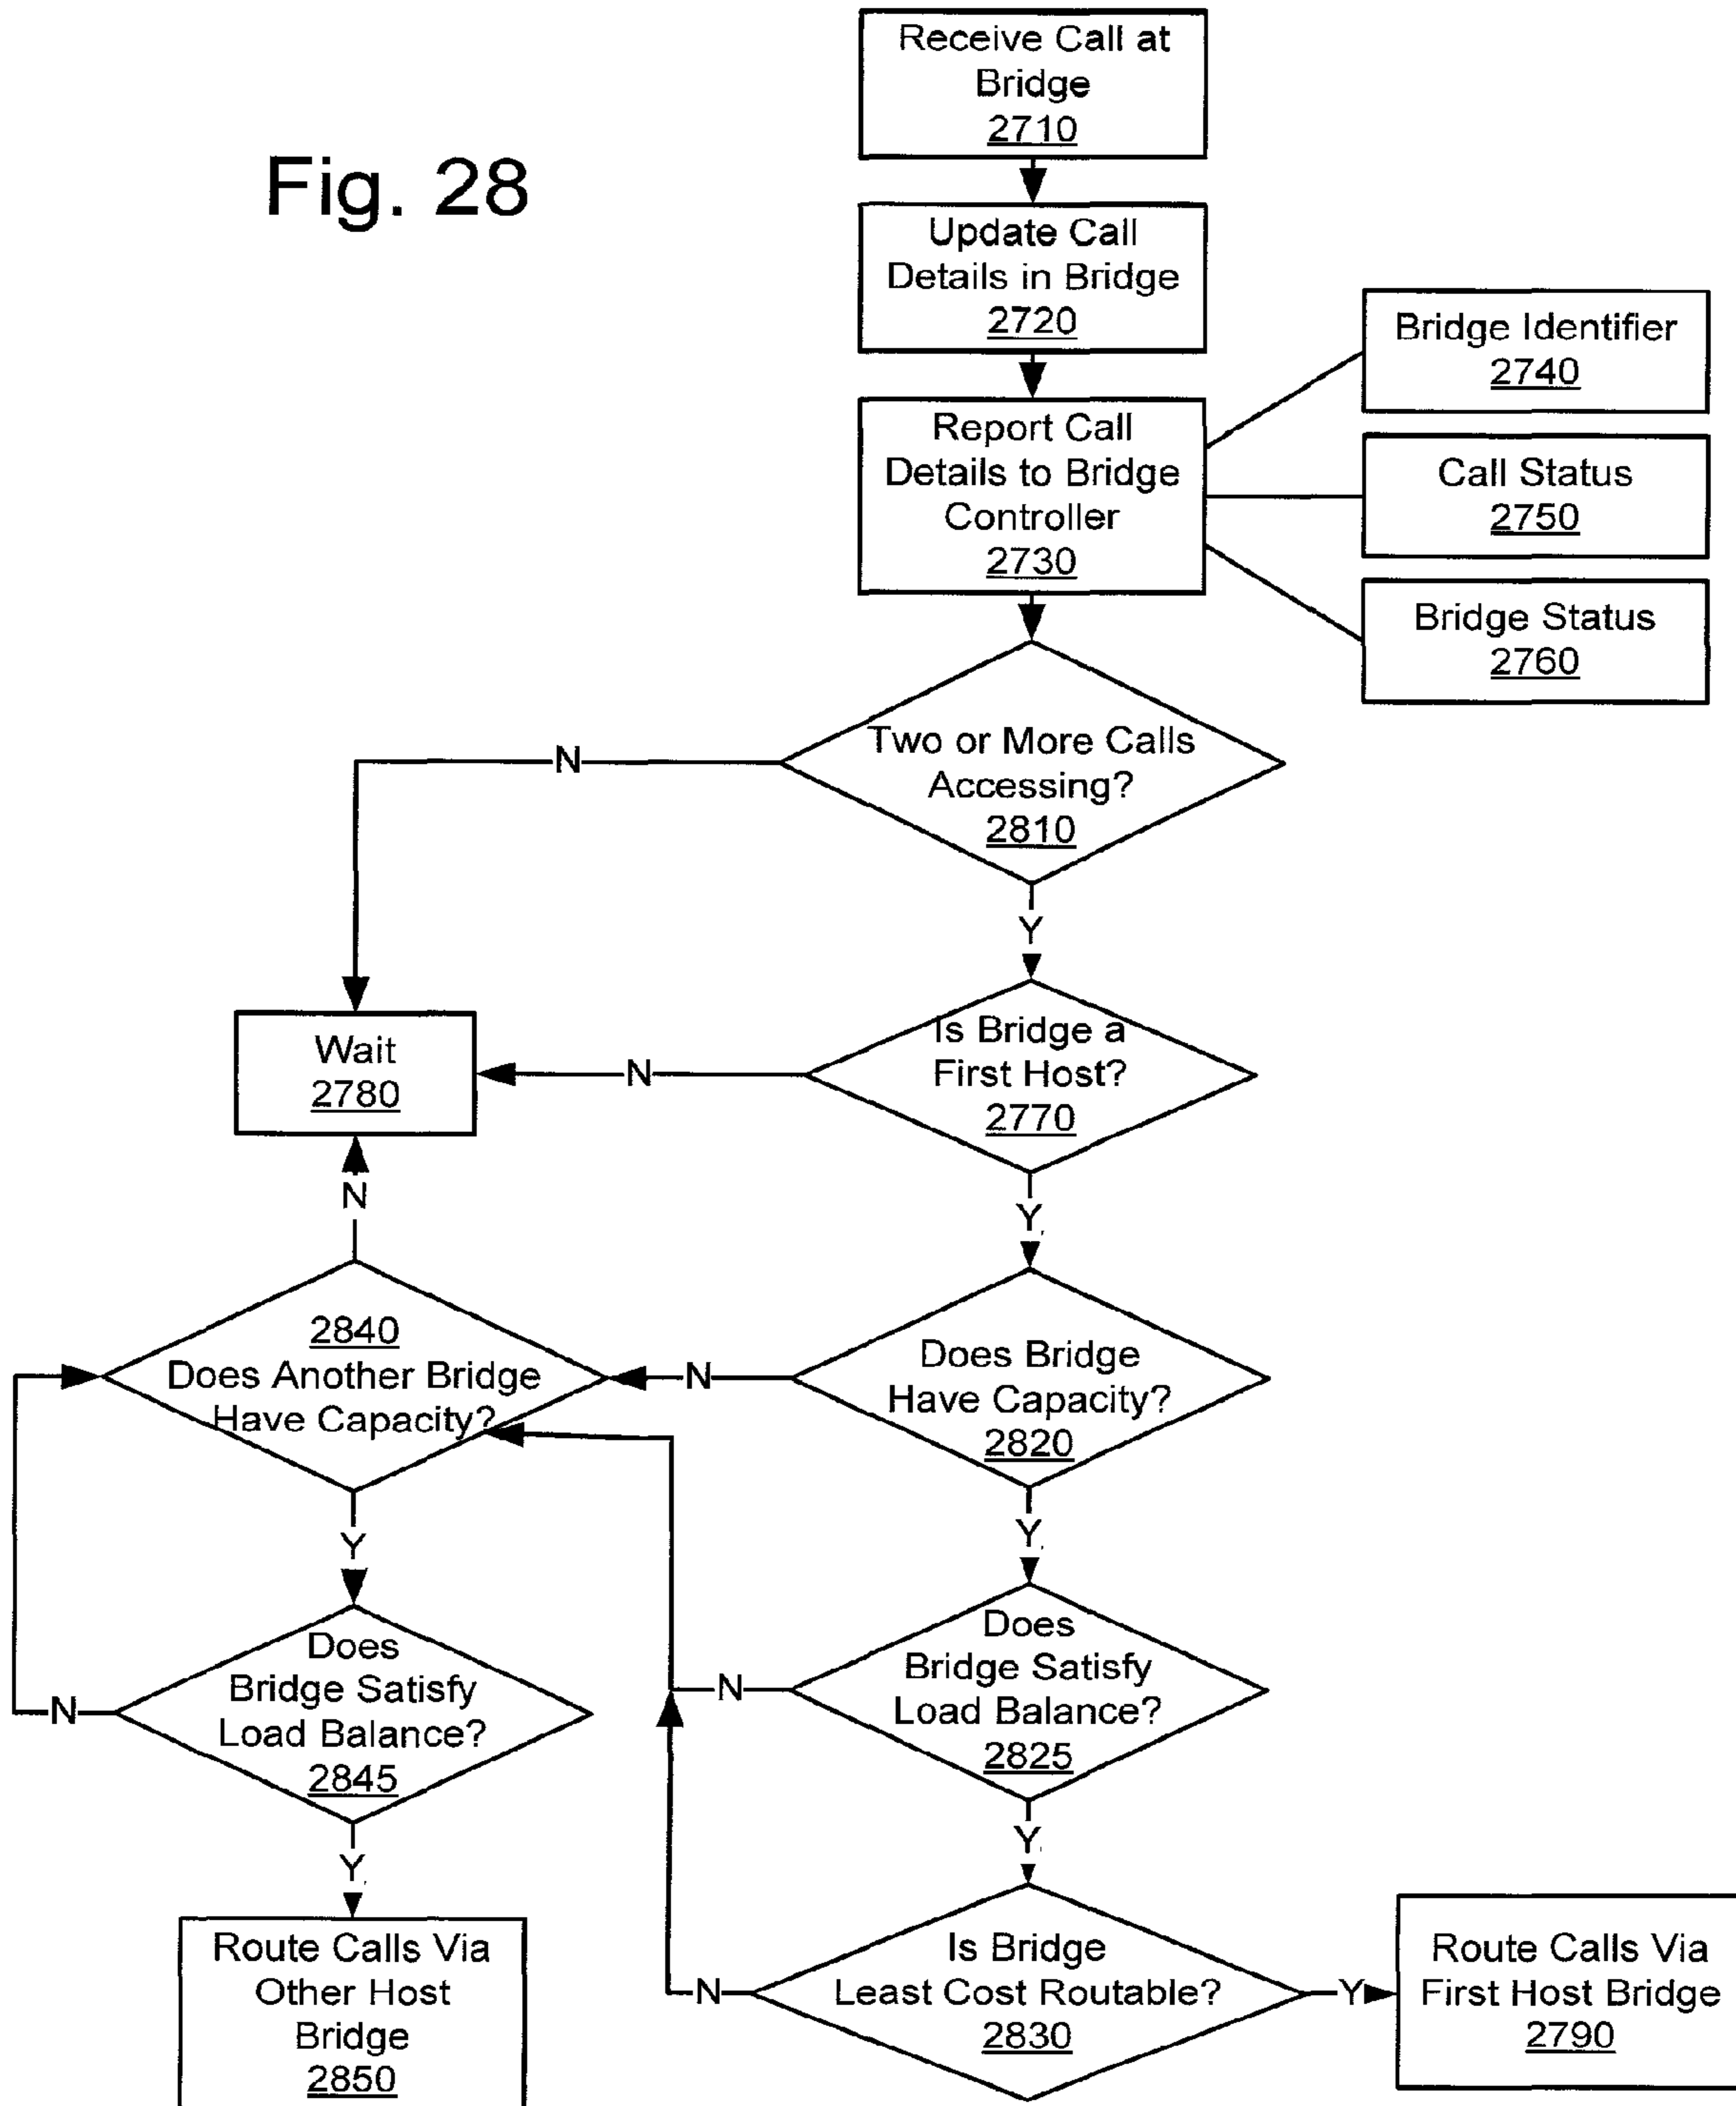 Fig. 28
Receive Call at
Bridge
2710
Update Call
Details in Bridge
2720
Report Call
Details to Bridge
Controller
2730
Bridge Identifier
2740
Call Status
2750
Bridge Status
2760
Two or More Calls
Accessing?
2810
N
Y
Is Bridge a
First Host?
2770
N
Wait
2780
Y
N
Does Bridge
Have Capacity?
2820
N
2840
Does Another Bridge
Have Capacity?
Y
Y
Does
Bridge Satisfy
Load Balance?
2825
N
Does
Bridge Satisfy
Load Balance?
2845
N
Y
Y
Is Bridge
Least Cost Routable?
2830
N
Y
Route Calls Via
First Host Bridge
2790
Route Calls Via
Other Host
Bridge
2850